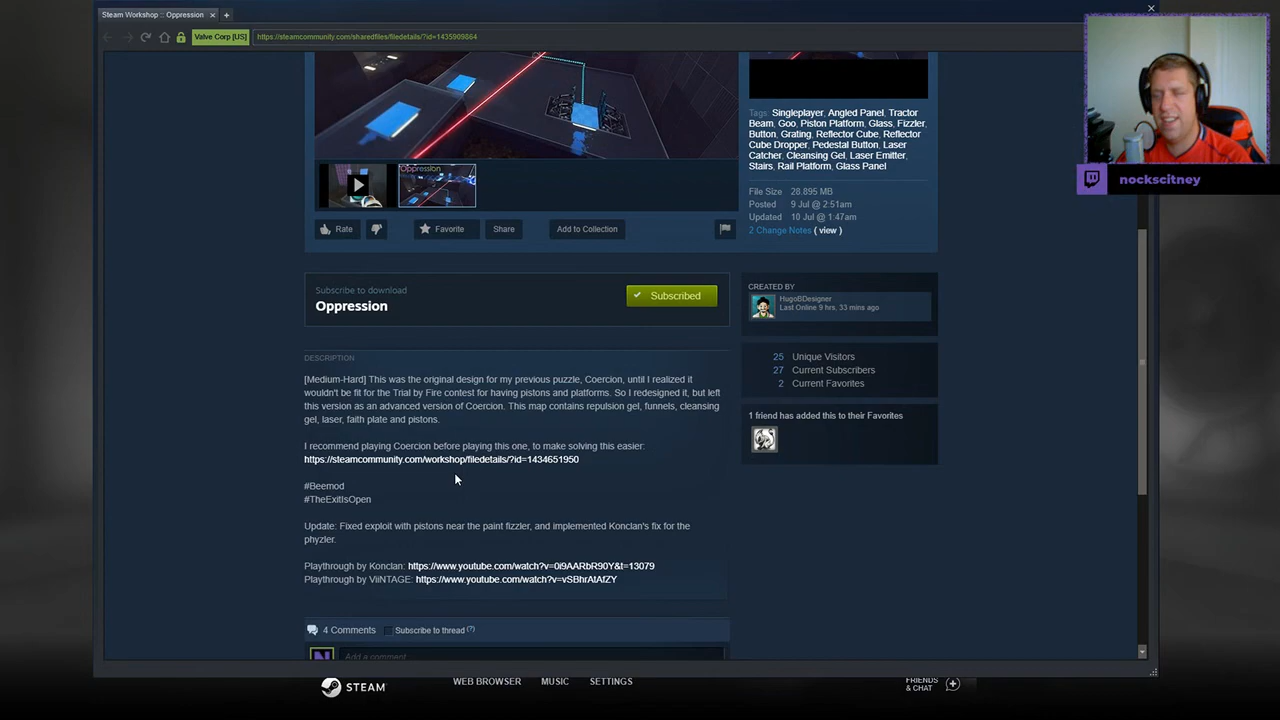 Steam Workshop :: Oppression
Valve Corp [US]
https://steamcommunity.com/sharedfiles/filedetails/?id=1435909864
Oppression
Rate
Favorite
Share
Add to Collection
Tags: Singleplayer, Angled Panel, Tractor
Beam, Goo, Piston Platform, Glass, Fizzler,
Button, Grating, Reflector Cube, Reflector
Cube Dropper, Pedestal Button, Laser
Catcher, Cleansing Gel, Laser Emitter,
Stairs, Rail Platform, Glass Panel
File Size 28.895 MB
Posted 9 Jul @ 2:51am
Updated 10 Jul @ 1:47am
2 Change Notes ( view )
nockscitney
Subscribe to download
Oppression
Subscribed
CREATED BY
HugoBDesigner
Last Online 9 hrs, 33 mins ago
25 Unique Visitors
27 Current Subscribers
2 Current Favorites
1 friend has added this to their Favorites
DESCRIPTION
[Medium-Hard] This was the original design for my previous puzzle, Coercion, until I realized it
wouldn't be fit for the Trial by Fire contest for having pistons and platforms. So I redesigned it, but left
this version as an advanced version of Coercion. This map contains repulsion gel, funnels, cleansing
gel, laser, faith plate and pistons.
I recommend playing Coercion before playing this one, to make solving this easier:
https://steamcommunity.com/workshop/filedetails/?id=1434651950
#Beemod
#TheExitIsOpen
Update: Fixed exploit with pistons near the paint fizzler, and implemented Konclan's fix for the
phyzler.
Playthrough by Konclan: https://www.youtube.com/watch?v=0i9AARbR90Y&t=13079
Playthrough by ViiNTAGE: https://www.youtube.com/watch?v=vSBhrAtAfZY
4 Comments
Subscribe to thread (?)
Add a comment
STEAM
WEB BROWSER
MUSIC
SETTINGS
FRIENDS
& CHAT